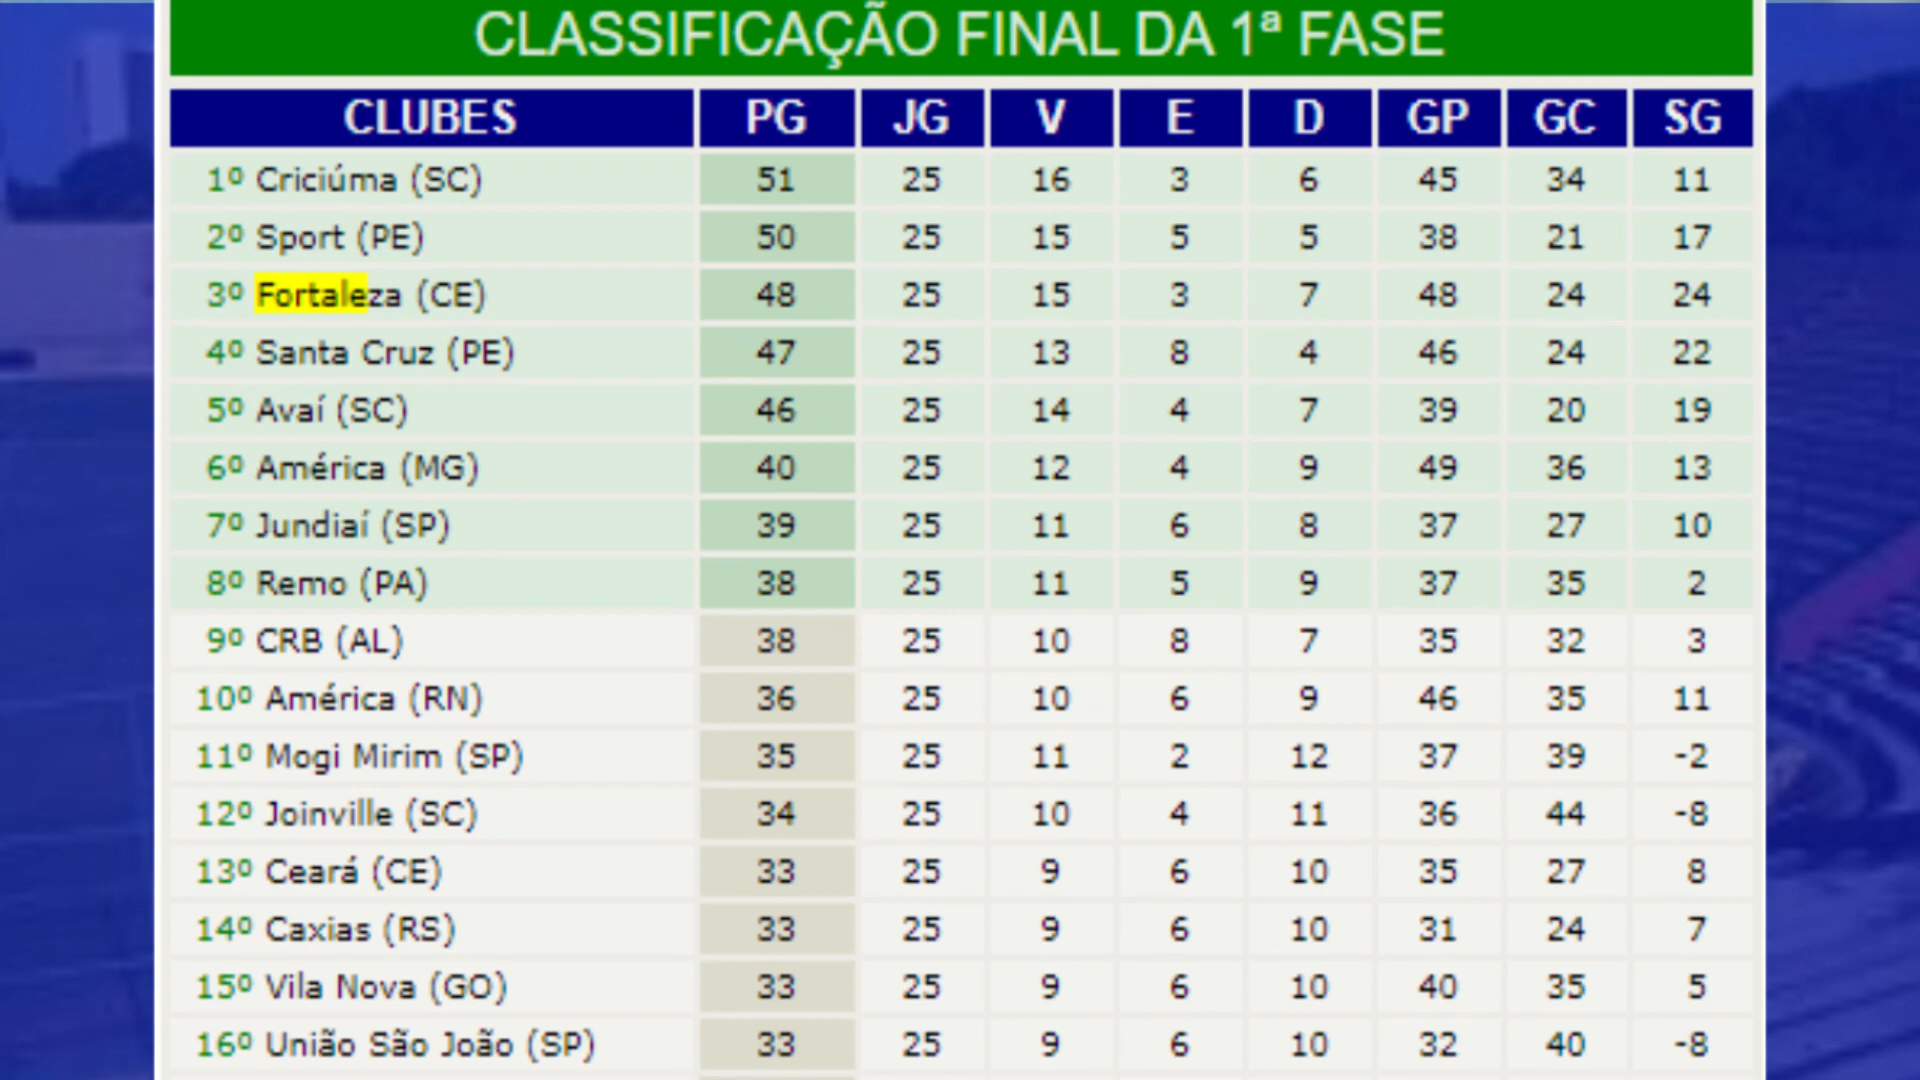 CLASSIFICAÇÃO FINAL DA 1ª FASE
CLUBES PG JG V E D GP GC SG
1º Criciúma (SC) 51 25 16 3 6 45 34 11
2º Sport (PE) 50 25 15 5 5 38 21 17
3º Fortaleza (CE) 48 25 15 3 7 48 24 24
4º Santa Cruz (PE) 47 25 13 8 4 46 24 22
5º Avaí (SC) 46 25 14 4 7 39 20 19
6º América (MG) 40 25 12 4 9 49 36 13
7º Jundiaí (SP) 39 25 11 6 8 37 27 10
8º Remo (PA) 38 25 11 5 9 37 35 2
9º CRB (AL) 38 25 10 8 7 35 32 3
10º América (RN) 36 25 10 6 9 46 35 11
11º Mogi Mirim (SP) 35 25 11 2 12 37 39 -2
12º Joinville (SC) 34 25 10 4 11 36 44 -8
13º Ceará (CE) 33 25 9 6 10 35 27 8
14º Caxias (RS) 33 25 9 6 10 31 24 7
15º Vila Nova (GO) 33 25 9 6 10 40 35 5
16º União São João (SP) 33 25 9 6 10 32 40 -8